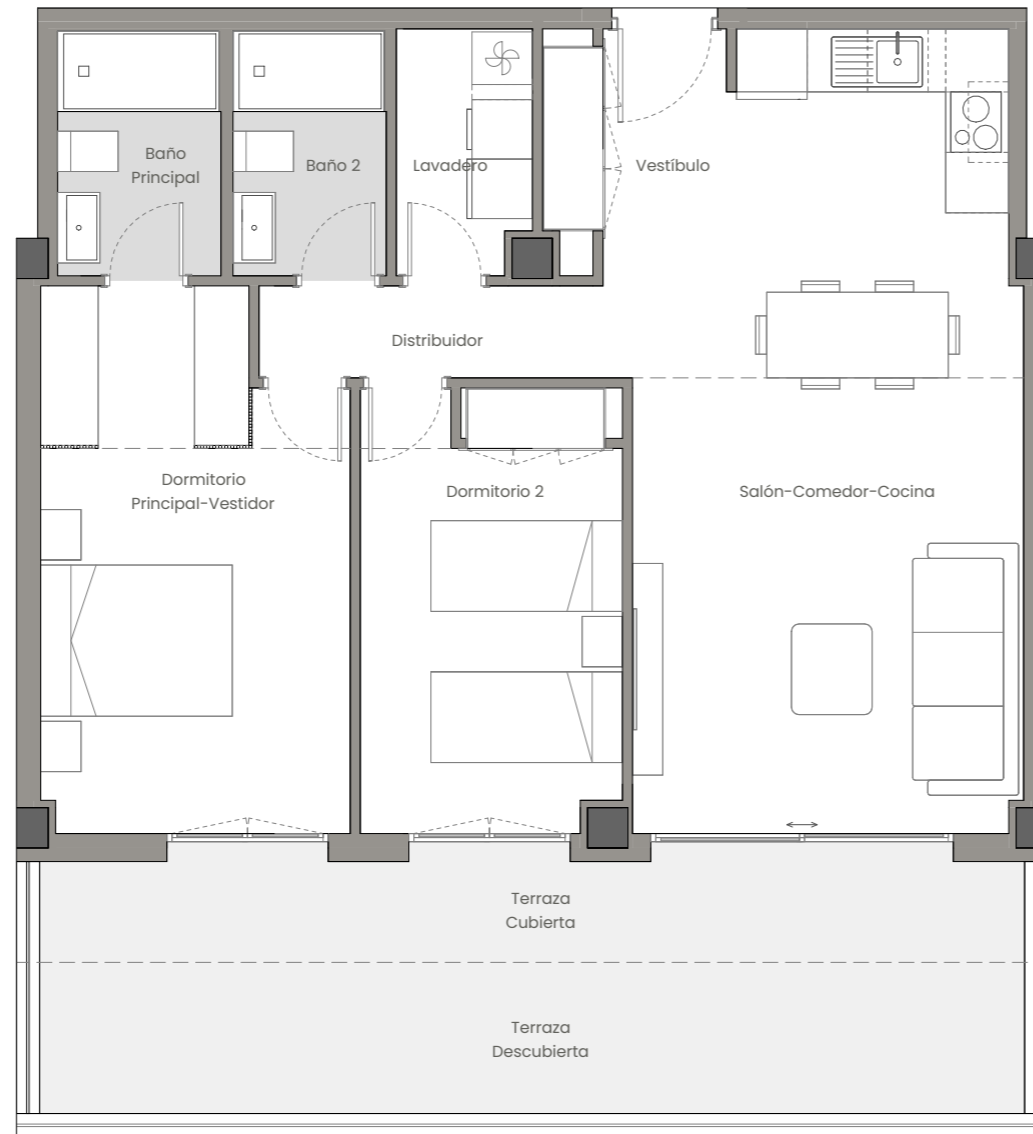 Baño
Principal
Baño 2
Lavadero
Vestíbulo
Distribuidor
Dormitorio
Principal-Vestidor
Dormitorio 2
Salón-Comedor-Cocina
Terraza
Cubierta
Terraza
Descubierta